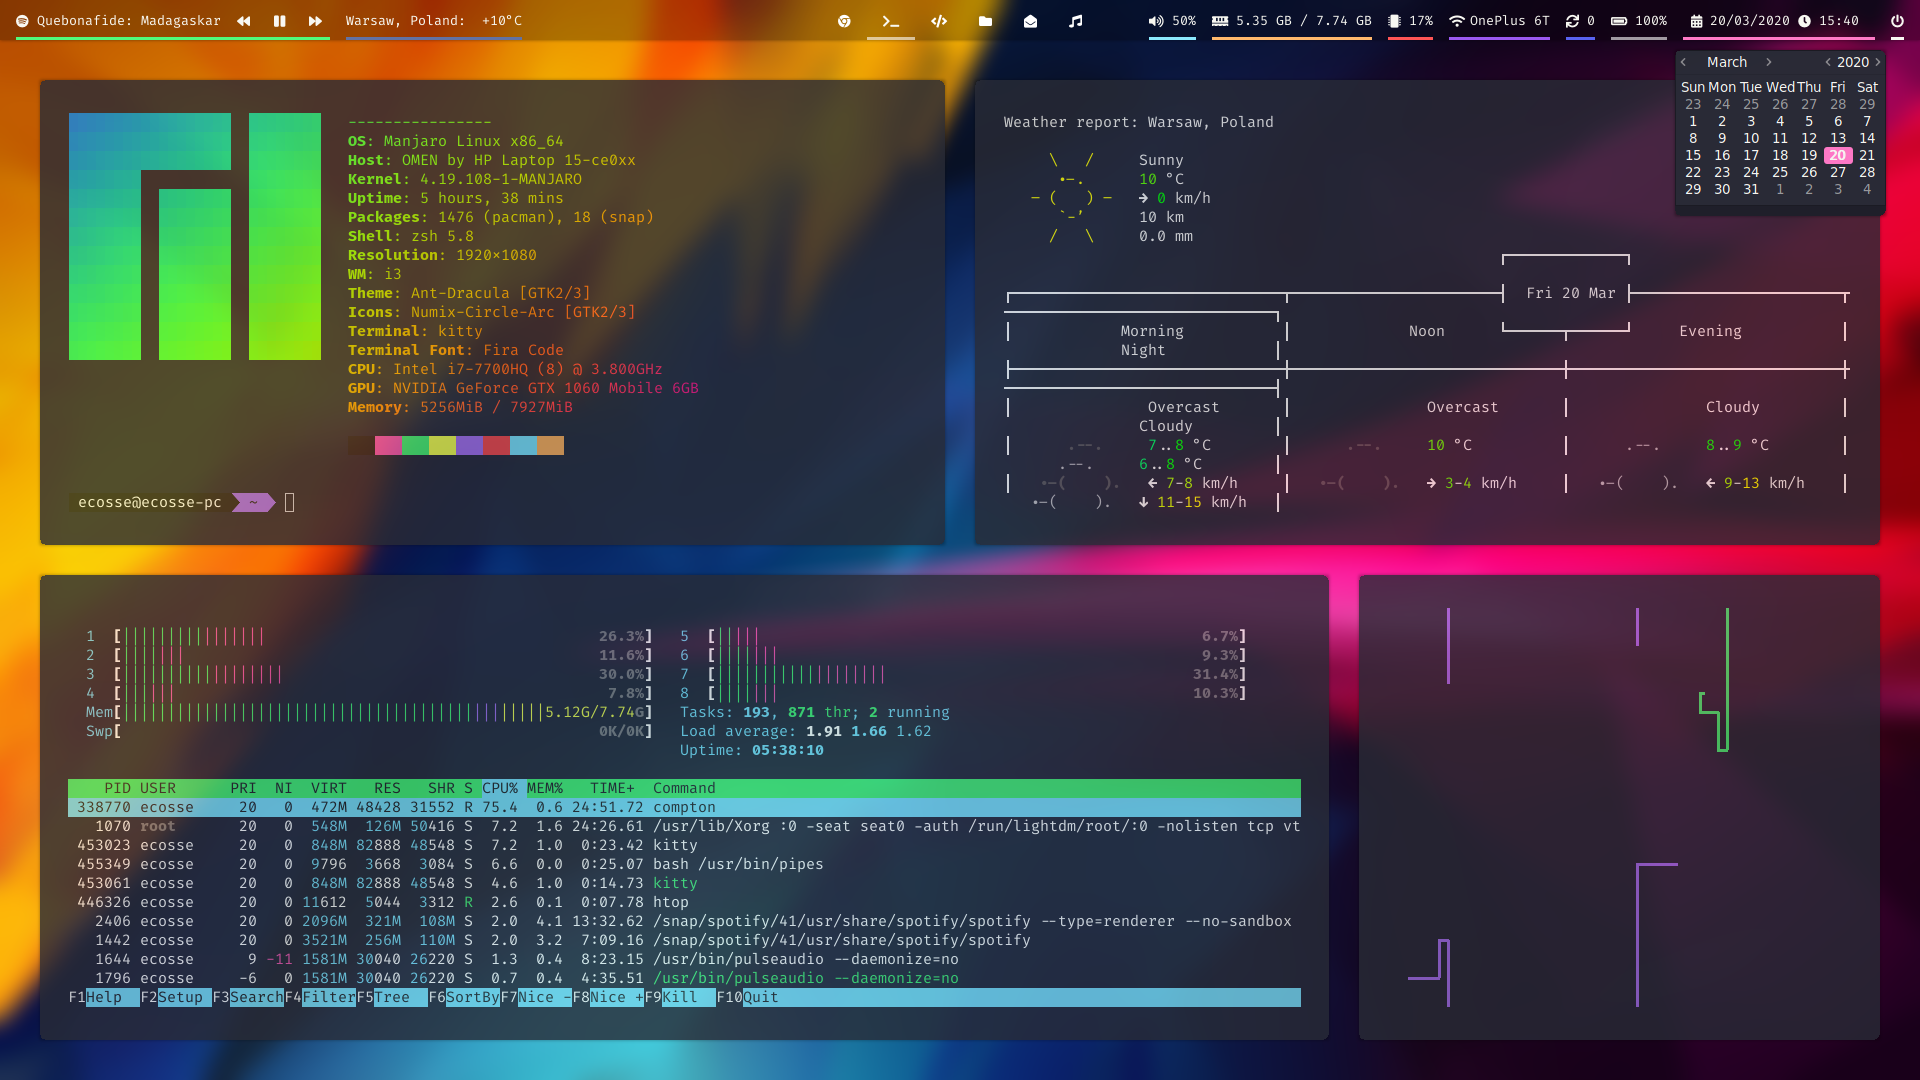 Quebonafide: Madagaskar
Warsaw, Poland: +10°C
50%
5.35 GB / 7.74 GB
17%
OnePlus 6T
0
100%
20/03/2020
15:40
March 2020
Sun Mon Tue Wed Thu Fri Sat
23 24 25 26 27 28 29
1 2 3 4 5 6 7
8 9 10 11 12 13 14
15 16 17 18 19 20 21
22 23 24 25 26 27 28
29 30 31 1 2 3 4
----------------
OS: Manjaro Linux x86_64
Host: OMEN by HP Laptop 15-ce0xx
Kernel: 4.19.108-1-MANJARO
Uptime: 5 hours, 38 mins
Packages: 1476 (pacman), 18 (snap)
Shell: zsh 5.8
Resolution: 1920×1080
WM: i3
Theme: Ant-Dracula [GTK2/3]
Icons: Numix-Circle-Arc [GTK2/3]
Terminal: kitty
Terminal Font: Fira Code
CPU: Intel i7-7700HQ (8) @ 3.800GHz
GPU: NVIDIA GeForce GTX 1060 Mobile 6GB
Memory: 5256MiB / 7927MiB
ecosse@ecosse-pc ~
Weather report: Warsaw, Poland
Sunny
10 °C
→ 0 km/h
10 km
0.0 mm
Fri 20 Mar
Morning Noon Evening
Night
Overcast Overcast Cloudy
Cloudy
7..8 °C 10 °C 8..9 °C
6..8 °C
← 7-8 km/h → 3-4 km/h ← 9-13 km/h
↓ 11-15 km/h
1 [ 26.3%] 5 [ 6.7%]
2 [ 11.6%] 6 [ 9.3%]
3 [ 30.0%] 7 [ 31.4%]
4 [ 7.8%] 8 [ 10.3%]
Mem[ 5.12G/7.74G] Tasks: 193, 871 thr; 2 running
Swp[ 0K/0K] Load average: 1.91 1.66 1.62
Uptime: 05:38:10
PID USER PRI NI VIRT RES SHR S CPU% MEM% TIME+ Command
338770 ecosse 20 0 472M 48428 31552 R 75.4 0.6 24:51.72 compton
1070 root 20 0 548M 126M 50416 S 7.2 1.6 24:26.61 /usr/lib/Xorg :0 -seat seat0 -auth /run/lightdm/root/:0 -nolisten tcp vt
453023 ecosse 20 0 848M 82888 48548 S 7.2 1.0 0:23.42 kitty
455349 ecosse 20 0 9796 3668 3084 S 6.6 0.0 0:25.07 bash /usr/bin/pipes
453061 ecosse 20 0 848M 82888 48548 S 4.6 1.0 0:14.73 kitty
446326 ecosse 20 0 11612 5044 3312 R 2.6 0.1 0:07.78 htop
2406 ecosse 20 0 2096M 321M 108M S 2.0 4.1 13:32.62 /snap/spotify/41/usr/share/spotify/spotify --type=renderer --no-sandbox
1442 ecosse 20 0 3521M 256M 110M S 2.0 3.2 7:09.16 /snap/spotify/41/usr/share/spotify/spotify
1644 ecosse 9 -11 1581M 30040 26220 S 1.3 0.4 8:23.15 /usr/bin/pulseaudio --daemonize=no
1796 ecosse -6 0 1581M 30040 26220 S 0.7 0.4 4:35.51 /usr/bin/pulseaudio --daemonize=no
F1Help F2Setup F3SearchF4FilterF5Tree F6SortByF7Nice -F8Nice +F9Kill F10Quit